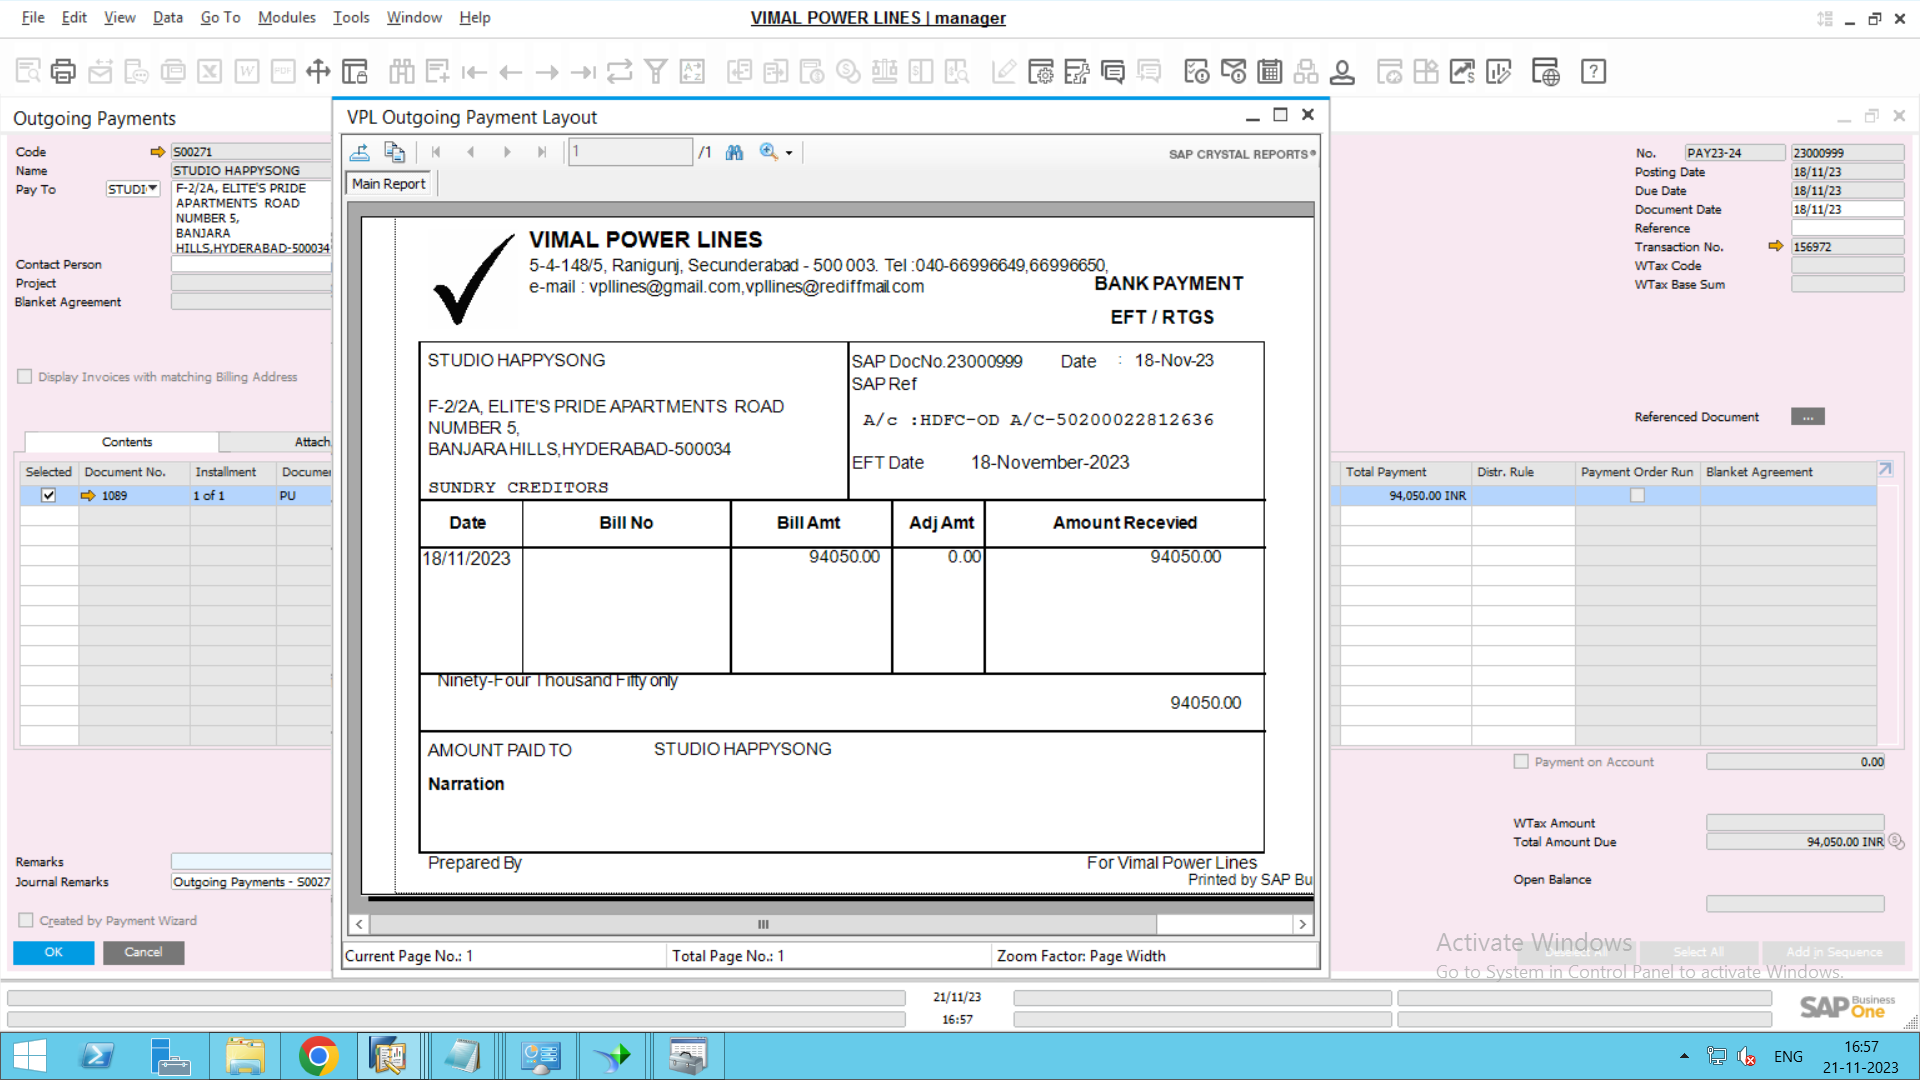 File Edit View Data Go To Modules Tools Window Help
VIMAL POWER LINES | manager
Outgoing Payments
Code S00271
Name STUDIO HAPPYSONG
Pay To STUDI F-2/2A, ELITE'S PRIDE
APARTMENTS ROAD
NUMBER 5,
BANJARA
HILLS,HYDERABAD-500034
Contact Person
Project
Blanket Agreement
Display Invoices with matching Billing Address
Contents Attach
Selected Document No. Installment Docume
1089 1 of 1 PU
Remarks
Journal Remarks Outgoing Payments - S0027
Created by Payment Wizard
OK Cancel
VPL Outgoing Payment Layout
1 /1
SAP CRYSTAL REPORTS®
Main Report
VIMAL POWER LINES
5-4-148/5, Ranigunj, Secunderabad - 500 003. Tel :040-66996649,66996650,
e-mail : vpllines@gmail.com,vpllines@rediffmail.com
BANK PAYMENT
EFT / RTGS
STUDIO HAPPYSONG
F-2/2A, ELITE'S PRIDE APARTMENTS ROAD
NUMBER 5,
BANJARA HILLS,HYDERABAD-500034
SUNDRY CREDITORS
SAP DocNo.23000999 Date : 18-Nov-23
SAP Ref
A/c :HDFC-OD A/C-50200022812636
EFT Date 18-November-2023
Date Bill No Bill Amt Adj Amt Amount Recevied
18/11/2023 94050.00 0.00 94050.00
Ninety-Four Thousand Fifty only
94050.00
AMOUNT PAID TO STUDIO HAPPYSONG
Narration
Prepared By For Vimal Power Lines
Printed by SAP Bu
Current Page No.: 1 Total Page No.: 1 Zoom Factor: Page Width
No. PAY23-24 23000999
Posting Date 18/11/23
Due Date 18/11/23
Document Date 18/11/23
Reference
Transaction No. 156972
WTax Code
WTax Base Sum
Referenced Document ...
Total Payment Distr. Rule Payment Order Run Blanket Agreement
94,050.00 INR
Payment on Account 0.00
WTax Amount
Total Amount Due 94,050.00 INR
Open Balance
Deselect All Select All Add in Sequence
Activate Windows
Go to System in Control Panel to activate Windows.
21/11/23
16:57
SAP Business One
ENG
16:57
21-11-2023